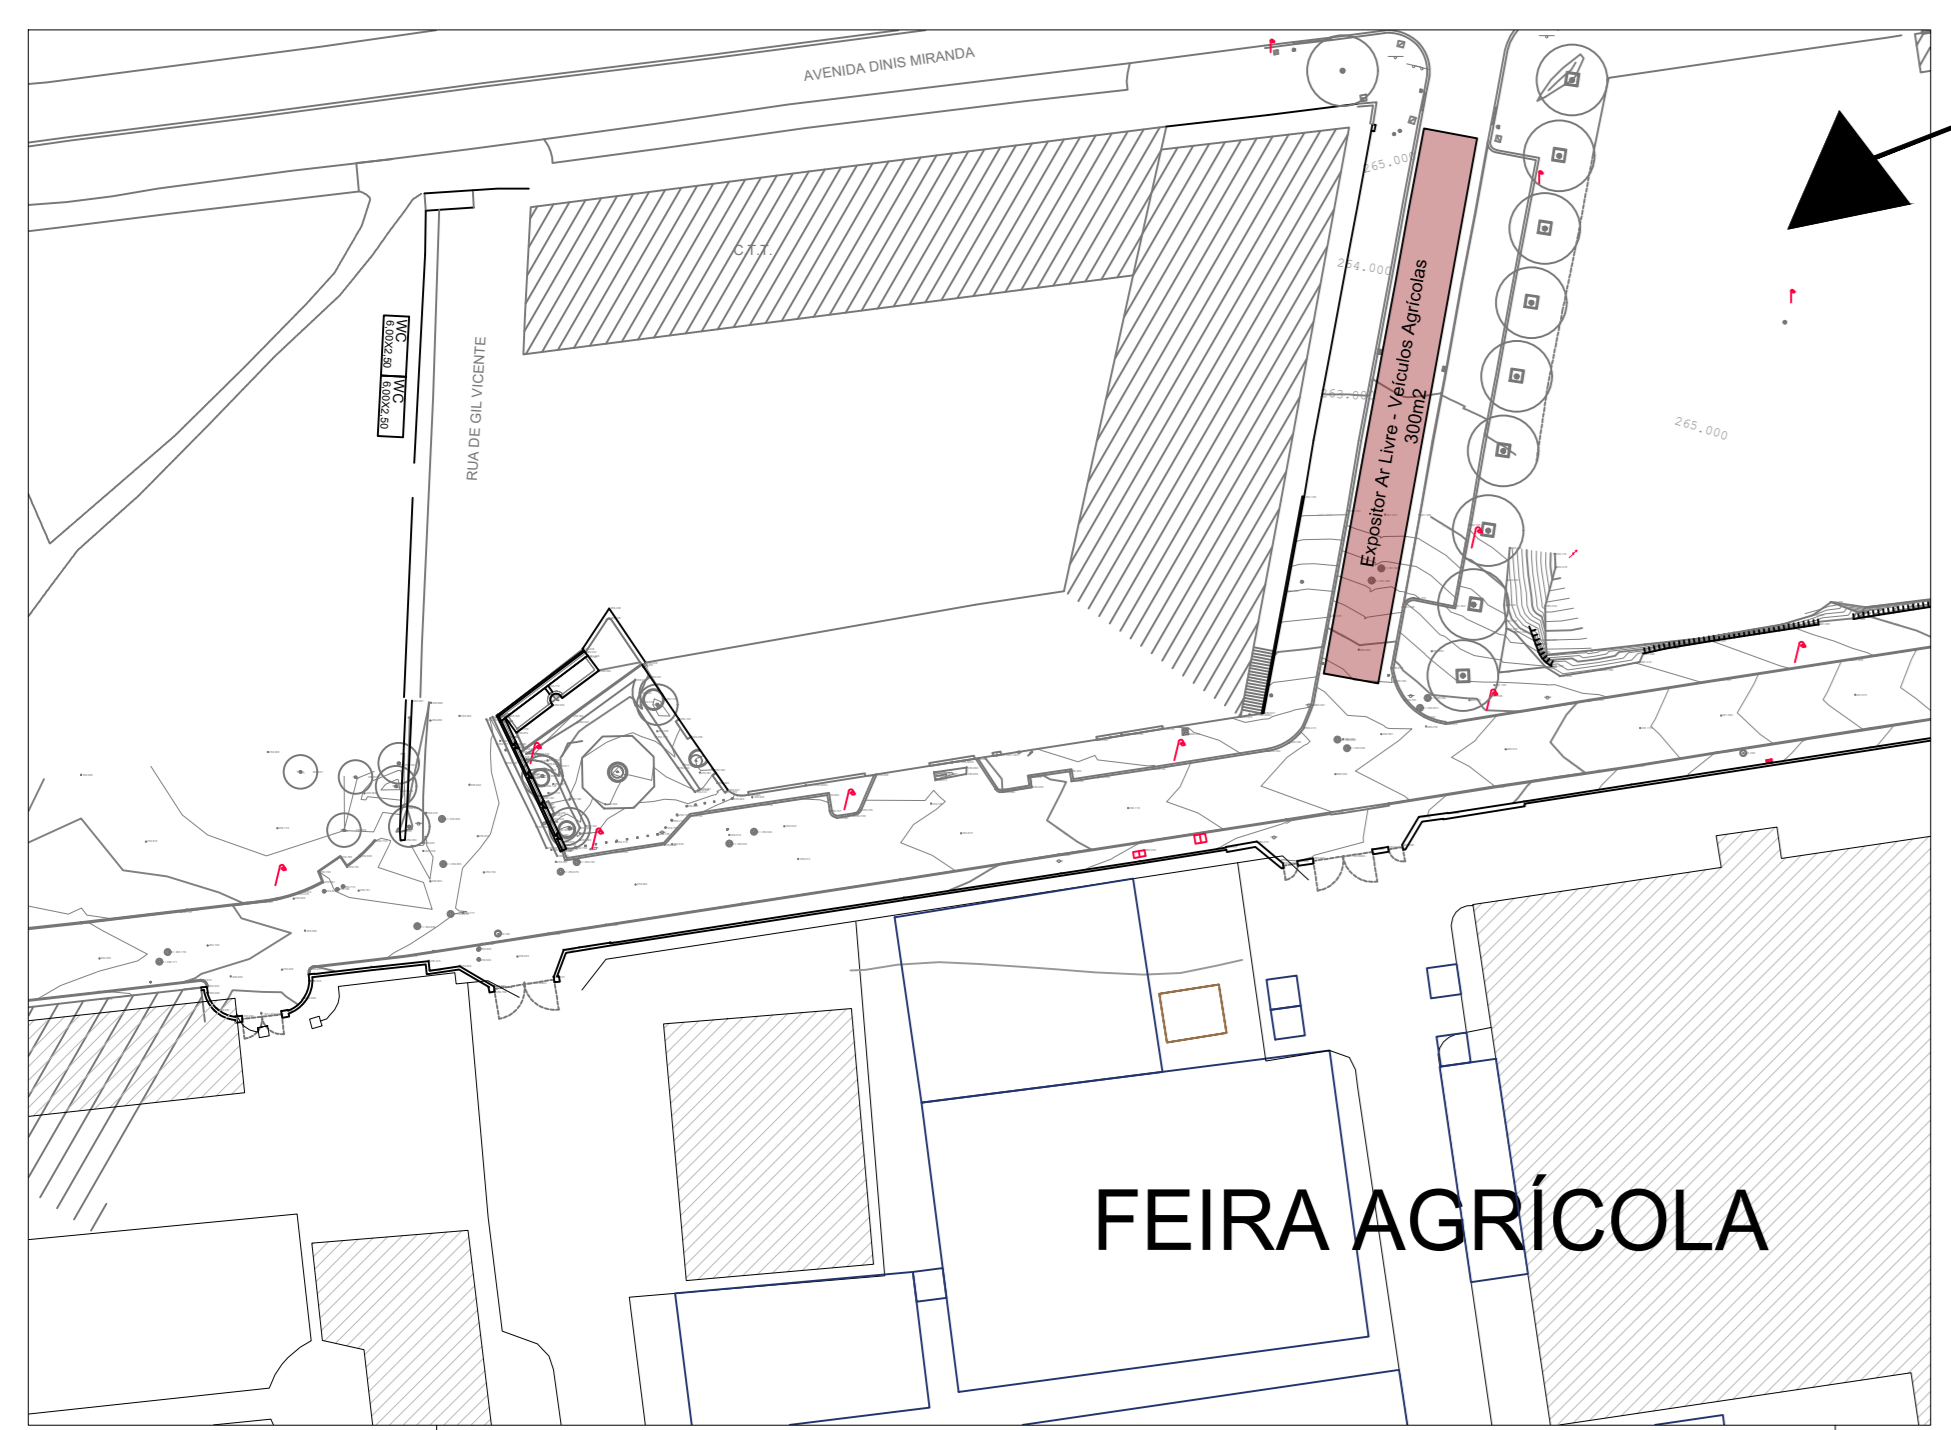 AVENIDA DINIS MIRANDA
265.000
C.T.T.
264.000
WC
6.00X2.50
WC
6.00X2.50
RUA DE GIL VICENTE
Expositor Ar Livre - Veículos Agrícolas
300m2
263.000
265.000
FEIRA AGRÍCOLA